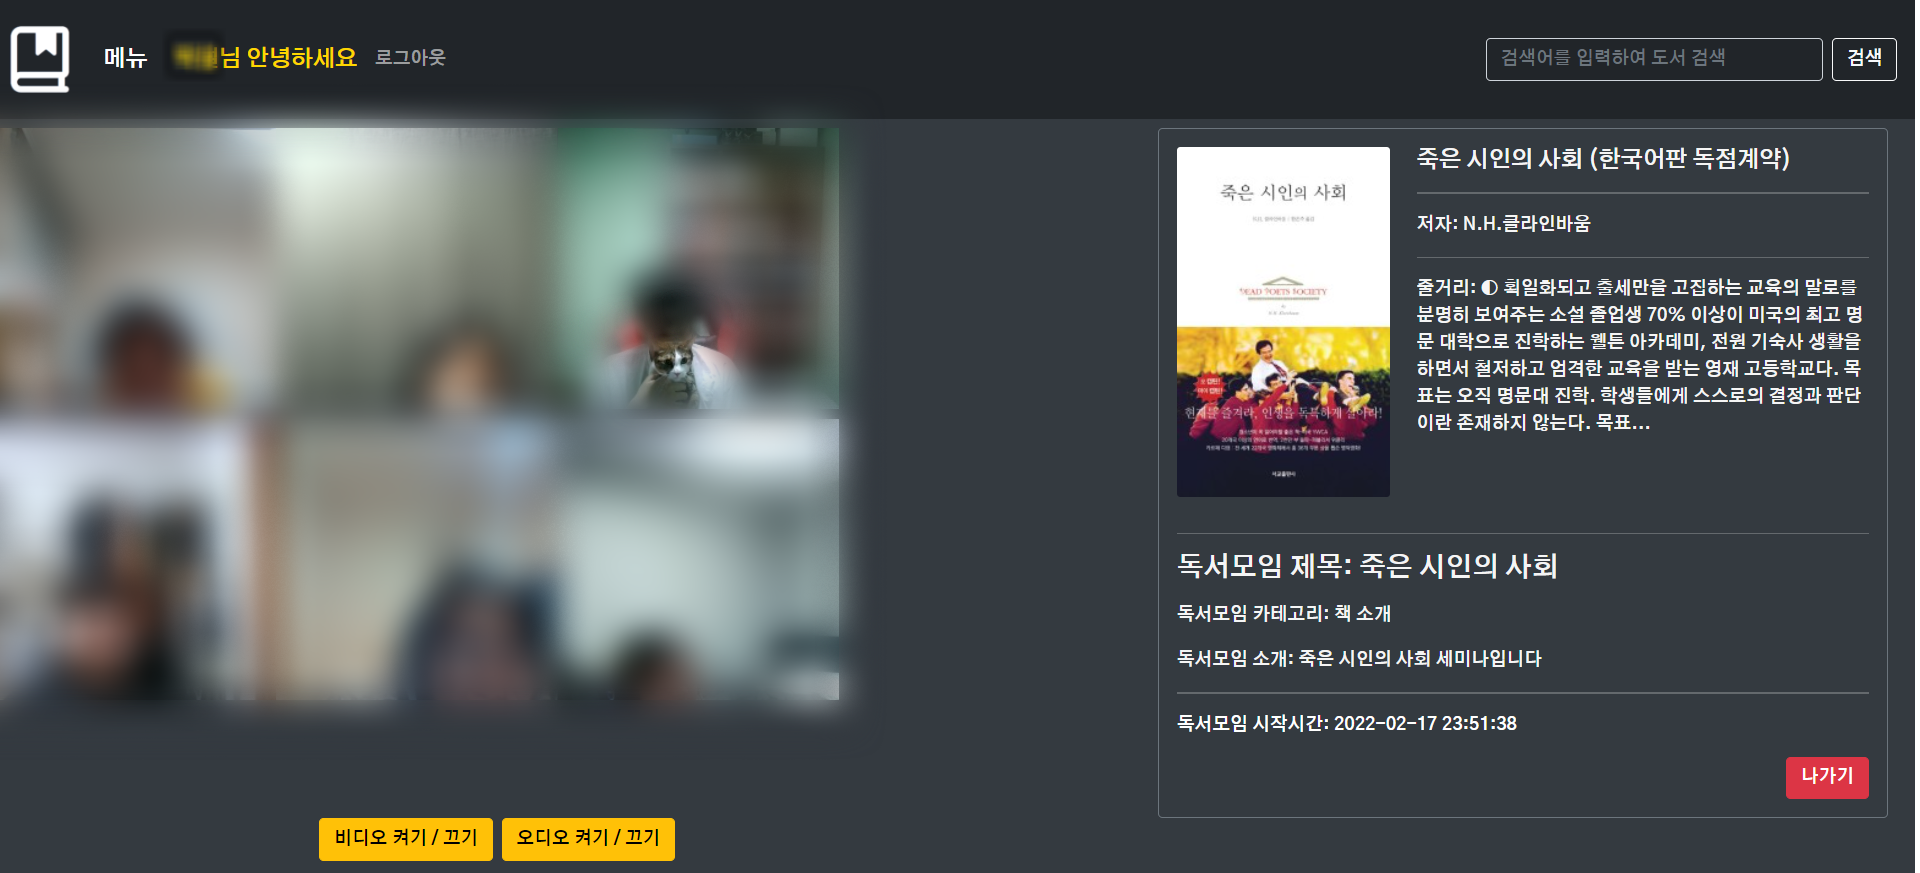 메뉴
님 안녕하세요
로그아웃
검색어를 입력하여 도서 검색
검색
죽은 시인의 사회
DEAD POETS SOCIETY
현재를 즐겨라, 인생을 독특하게 살아라!
죽은 시인의 사회 (한국어판 독점계약)
저자: N.H.클라인바움
줄거리: ◐ 획일화되고 출세만을 고집하는 교육의 말로를
분명히 보여주는 소설 졸업생 70% 이상이 미국의 최고 명
문 대학으로 진학하는 웰튼 아카데미, 전원 기숙사 생활을
하면서 철저하고 엄격한 교육을 받는 영재 고등학교다. 목
표는 오직 명문대 진학. 학생들에게 스스로의 결정과 판단
이란 존재하지 않는다. 목표...
독서모임 제목: 죽은 시인의 사회
독서모임 카테고리: 책 소개
독서모임 소개: 죽은 시인의 사회 세미나입니다
독서모임 시작시간: 2022-02-17 23:51:38
나가기
비디오 켜기 / 끄기
오디오 켜기 / 끄기